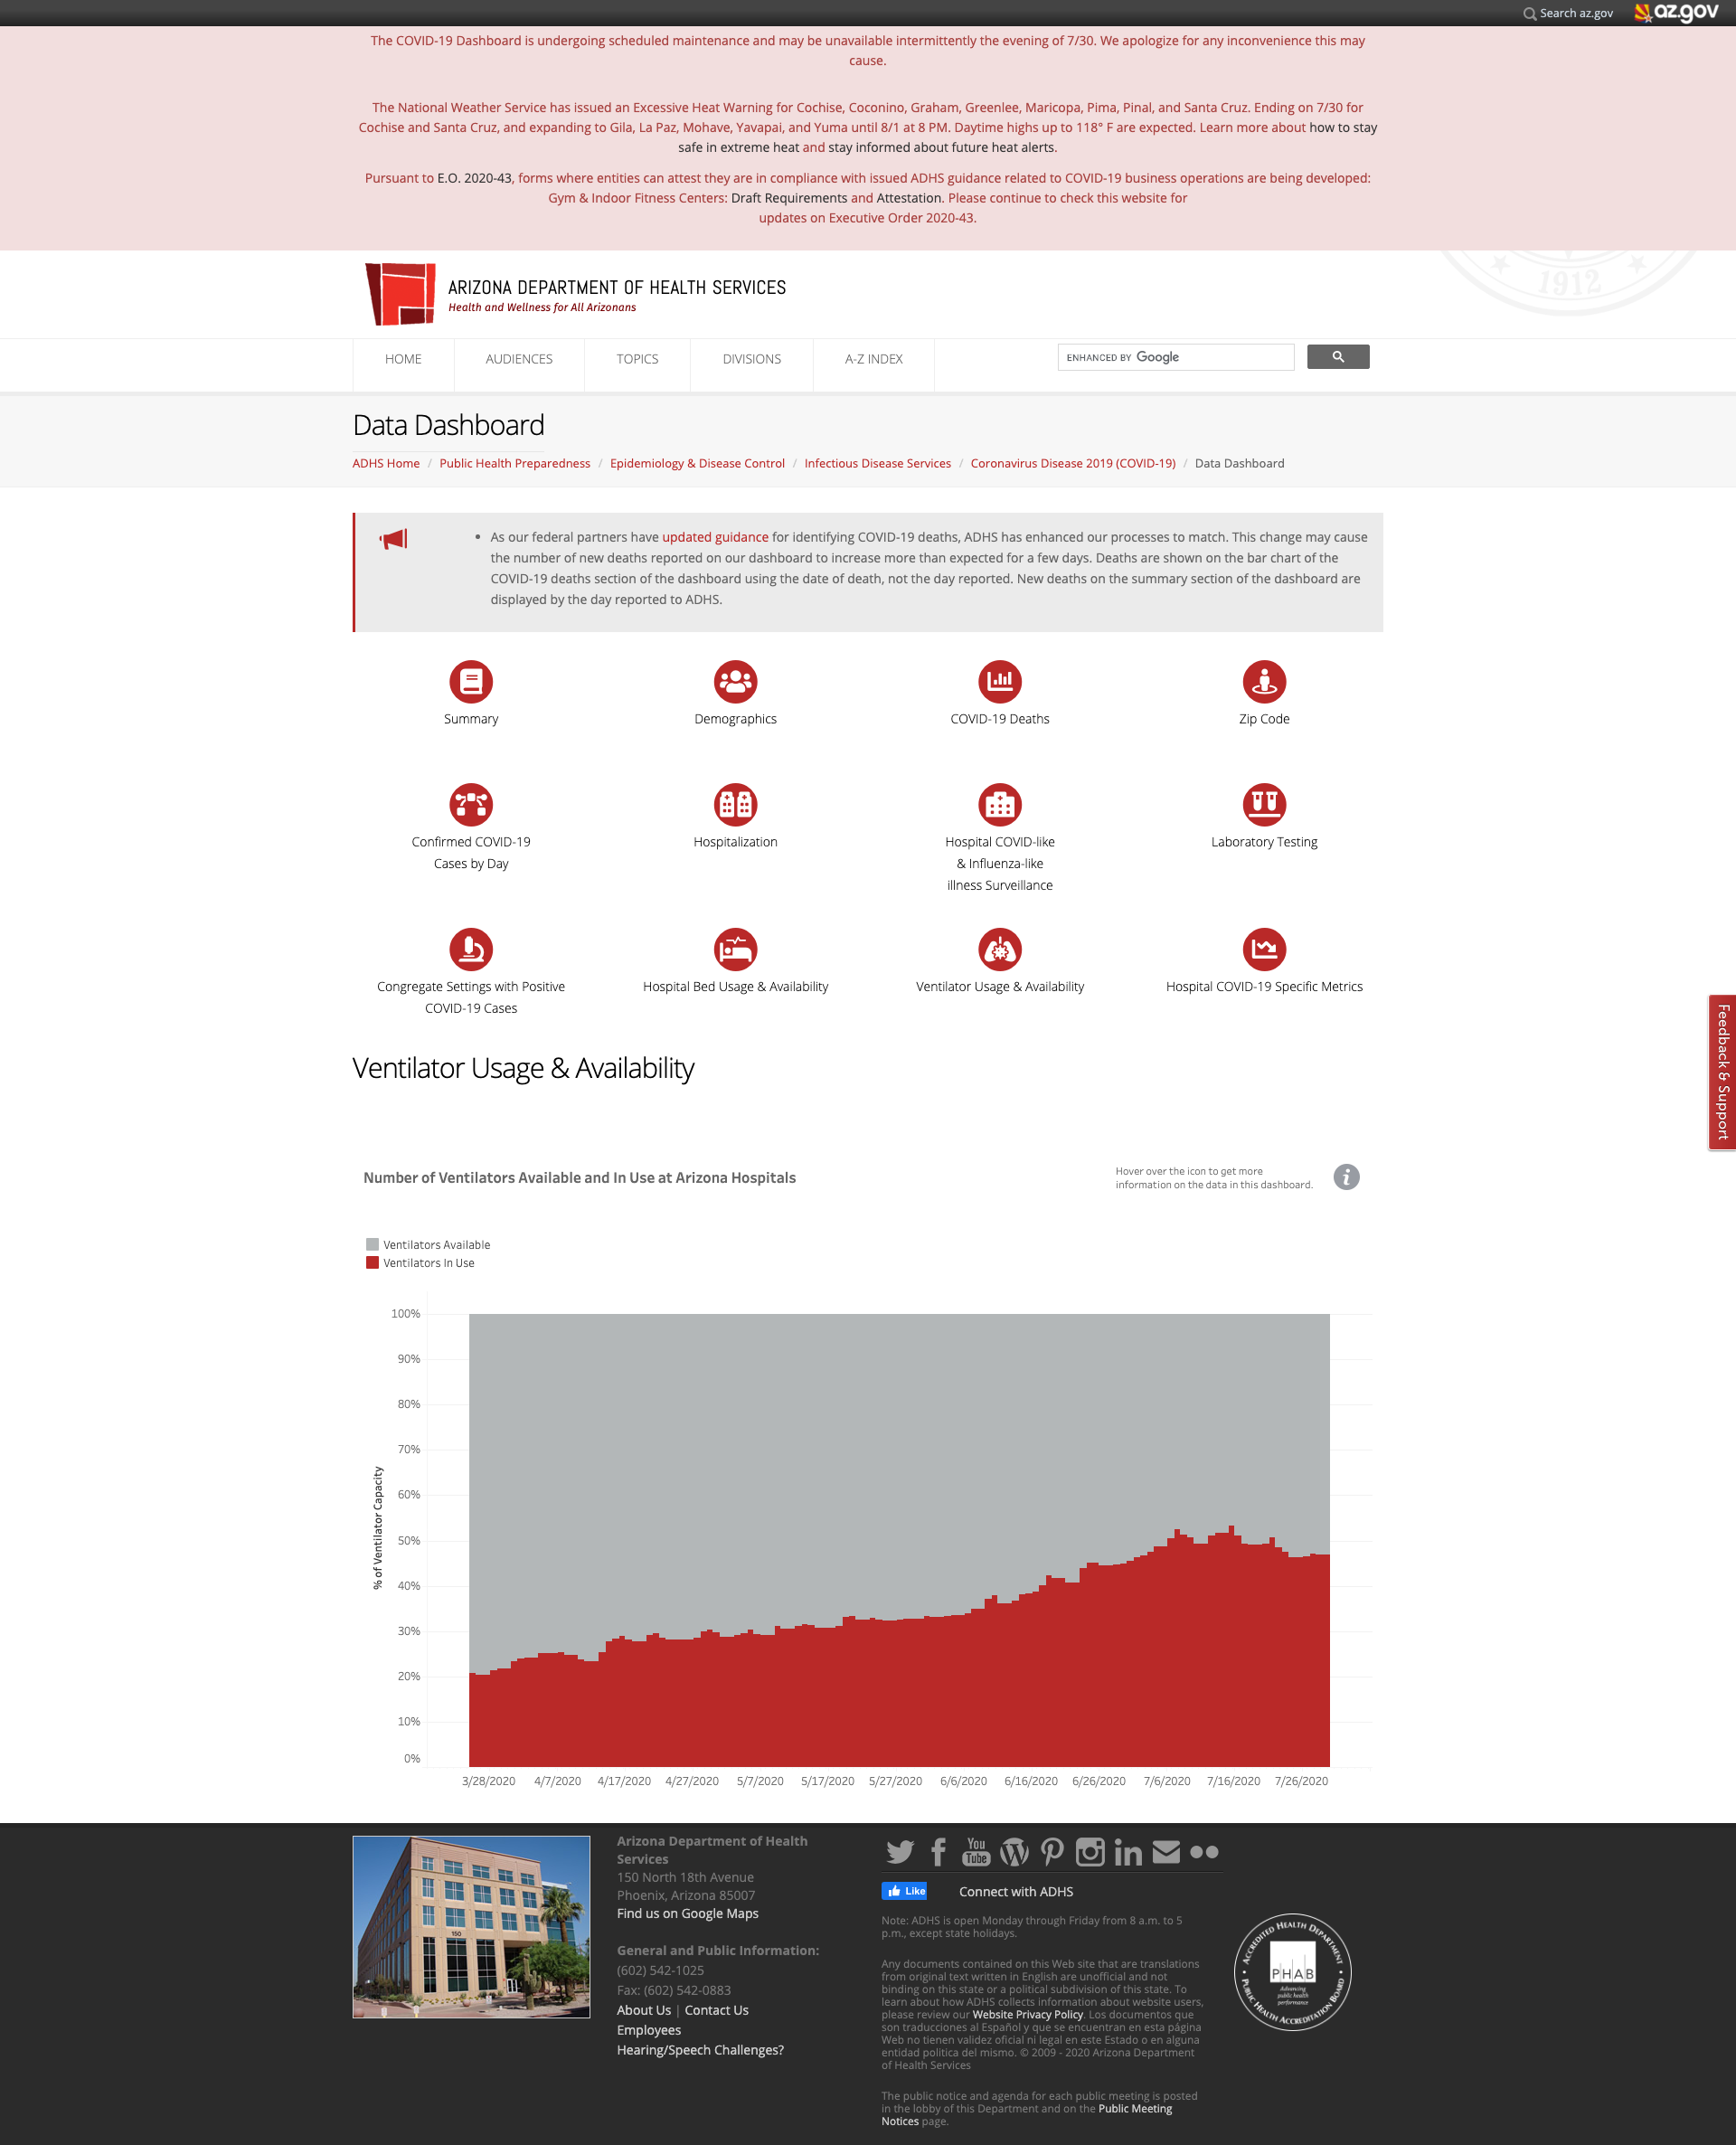 Search az.gov
az.gov
The COVID-19 Dashboard is undergoing scheduled maintenance and may be unavailable intermittently the evening of 7/30. We apologize for any inconvenience this may
cause.
The National Weather Service has issued an Excessive Heat Warning for Cochise, Coconino, Graham, Greenlee, Maricopa, Pima, Pinal, and Santa Cruz. Ending on 7/30 for
Cochise and Santa Cruz, and expanding to Gila, La Paz, Mohave, Yavapai, and Yuma until 8/1 at 8 PM. Daytime highs up to 118° F are expected. Learn more about how to stay
safe in extreme heat and stay informed about future heat alerts.
Pursuant to E.O. 2020-43, forms where entities can attest they are in compliance with issued ADHS guidance related to COVID-19 business operations are being developed:
Gym & Indoor Fitness Centers: Draft Requirements and Attestation. Please continue to check this website for
updates on Executive Order 2020-43.
1912
ARIZONA DEPARTMENT OF HEALTH SERVICES
Health and Wellness for All Arizonans
HOME
AUDIENCES
TOPICS
DIVISIONS
A-Z INDEX
ENHANCED BY Google
Data Dashboard
ADHS Home / Public Health Preparedness / Epidemiology & Disease Control / Infectious Disease Services / Coronavirus Disease 2019 (COVID-19) / Data Dashboard
• As our federal partners have updated guidance for identifying COVID-19 deaths, ADHS has enhanced our processes to match. This change may cause
the number of new deaths reported on our dashboard to increase more than expected for a few days. Deaths are shown on the bar chart of the
COVID-19 deaths section of the dashboard using the date of death, not the day reported. New deaths on the summary section of the dashboard are
displayed by the day reported to ADHS.
Summary
Demographics
COVID-19 Deaths
Zip Code
Confirmed COVID-19
Cases by Day
Hospitalization
Hospital COVID-like
& Influenza-like
illness Surveillance
Laboratory Testing
Congregate Settings with Positive
COVID-19 Cases
Hospital Bed Usage & Availability
Ventilator Usage & Availability
Hospital COVID-19 Specific Metrics
Feedback & Support
Ventilator Usage & Availability
Number of Ventilators Available and In Use at Arizona Hospitals
Hover over the icon to get more
information on the data in this dashboard.
i
Ventilators Available
Ventilators In Use
% of Ventilator Capacity
100%
90%
80%
70%
60%
50%
40%
30%
20%
10%
0%
3/28/2020
4/7/2020
4/17/2020
4/27/2020
5/7/2020
5/17/2020
5/27/2020
6/6/2020
6/16/2020
6/26/2020
7/6/2020
7/16/2020
7/26/2020
150
Arizona Department of Health
Services
150 North 18th Avenue
Phoenix, Arizona 85007
Find us on Google Maps
General and Public Information:
(602) 542-1025
Fax: (602) 542-0883
About Us | Contact Us
Employees
Hearing/Speech Challenges?
You
Tube
Like
Connect with ADHS
Note: ADHS is open Monday through Friday from 8 a.m. to 5
p.m., except state holidays.
Any documents contained on this Web site that are translations
from original text written in English are unofficial and not
binding on this state or a political subdivision of this state. To
learn about how ADHS collects information about website users,
please review our Website Privacy Policy. Los documentos que
son traducciones al Español y que se encuentran en esta página
Web no tienen validez oficial ni legal en este Estado o en alguna
entidad política del mismo. © 2009 - 2020 Arizona Department
of Health Services
The public notice and agenda for each public meeting is posted
in the lobby of this Department and on the Public Meeting
Notices page.
ACCREDITED HEALTH DEPARTMENT
PHAB
Advancing
public health
performance
PUBLIC HEALTH ACCREDITATION BOARD